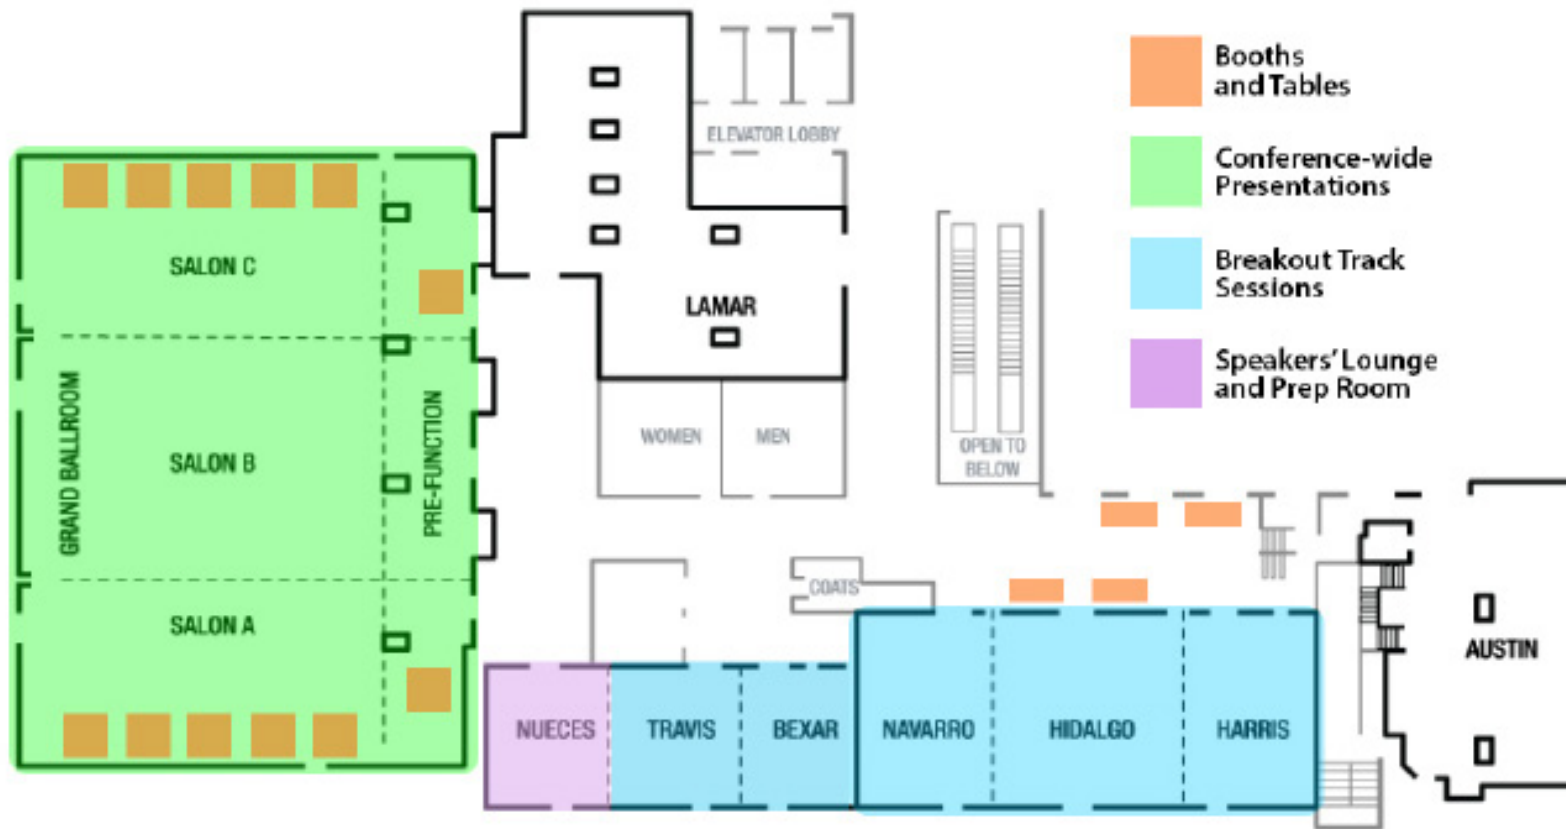 Booths
and Tables
Conference-wide
Presentations
Breakout Track
Sessions
Speakers' Lounge
and Prep Room
ELEVATOR LOBBY
SALON C
LAMAR
GRAND BALLROOM
SALON B
PRE-FUNCTION
WOMEN
MEN
OPEN TO
BELOW
COATS
SALON A
AUSTIN
NUECES
TRAVIS
BEXAR
NAVARRO
HIDALGO
HARRIS